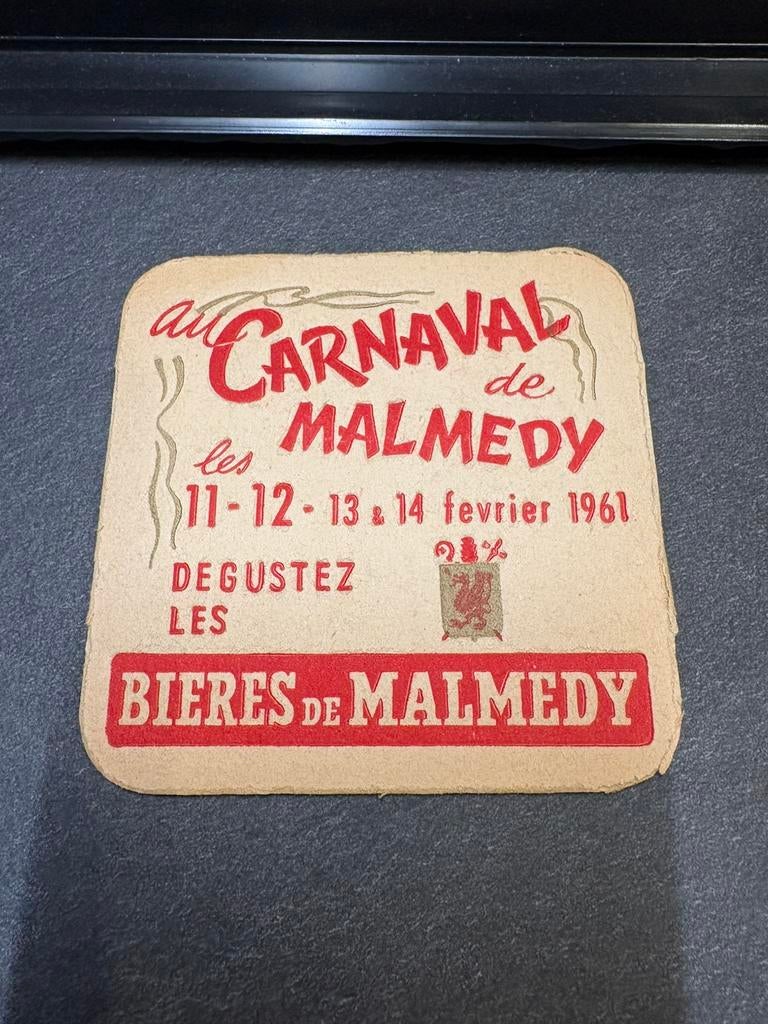 au CARNAVAL
de
MALMEDY
les
11-12-13 & 14 fevrier 1961
DEGUSTEZ
LES
BIERES DE MALMEDY